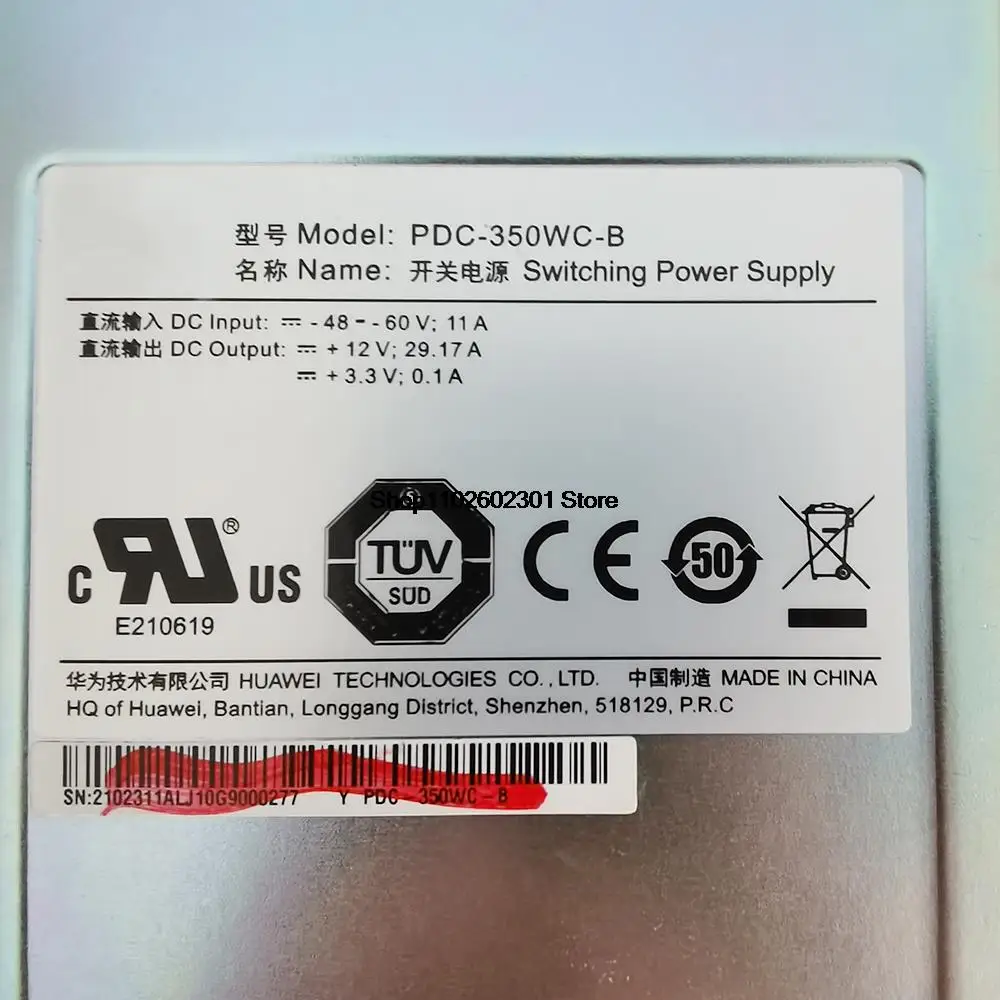 型号 Model: PDC-350WC-B
名称 Name: 开关电源 Switching Power Supply
直流输入 DC Input: ⎓ - 48 - - 60 V; 11 A
直流输出 DC Output: ⎓ + 12 V; 29.17 A
⎓ + 3.3 V; 0.1 A
Shop1102602301 Store
c RU ® US
E210619
TÜV
SÜD
CE
50
华为技术有限公司 HUAWEI TECHNOLOGIES CO., LTD. 中国制造 MADE IN CHINA
HQ of Huawei, Bantian, Longgang District, Shenzhen, 518129, P.R.C
SN:2102311ALJ10G9000277 Y PDC-350WC-B